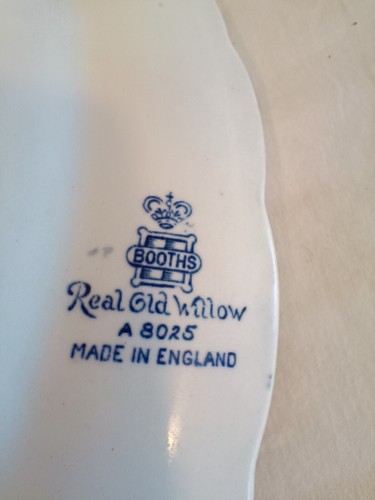 BOOTHS
Real Old Willow
A 8025
MADE IN ENGLAND